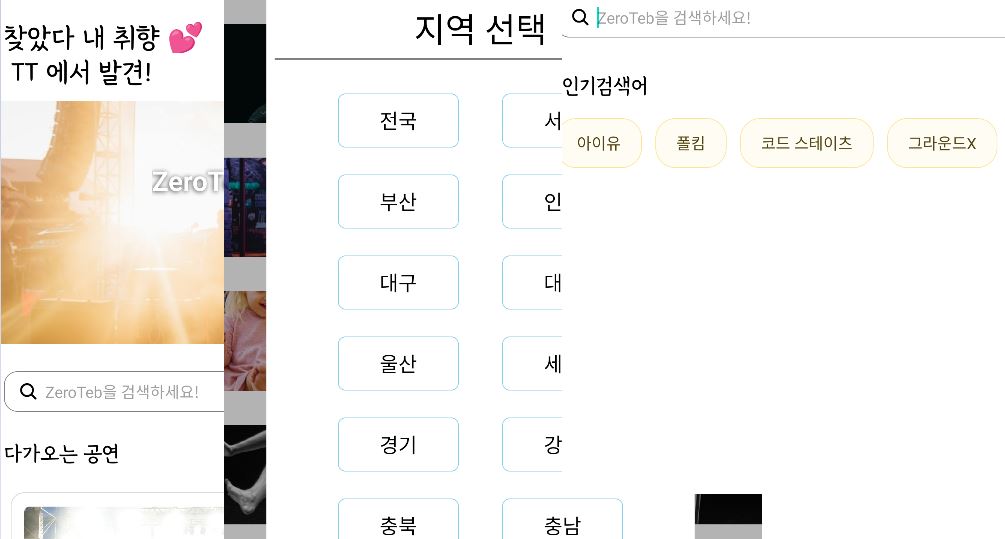 찾았다 내 취향 💕
TT 에서 발견!
ZeroT
ZeroTeb을 검색하세요!
다가오는 공연
지역 선택
전국
서
부산
인
대구
대
울산
세
경기
강
충북
충남
ZeroTeb을 검색하세요!
인기검색어
아이유
폴킴
코드 스테이츠
그라운드X